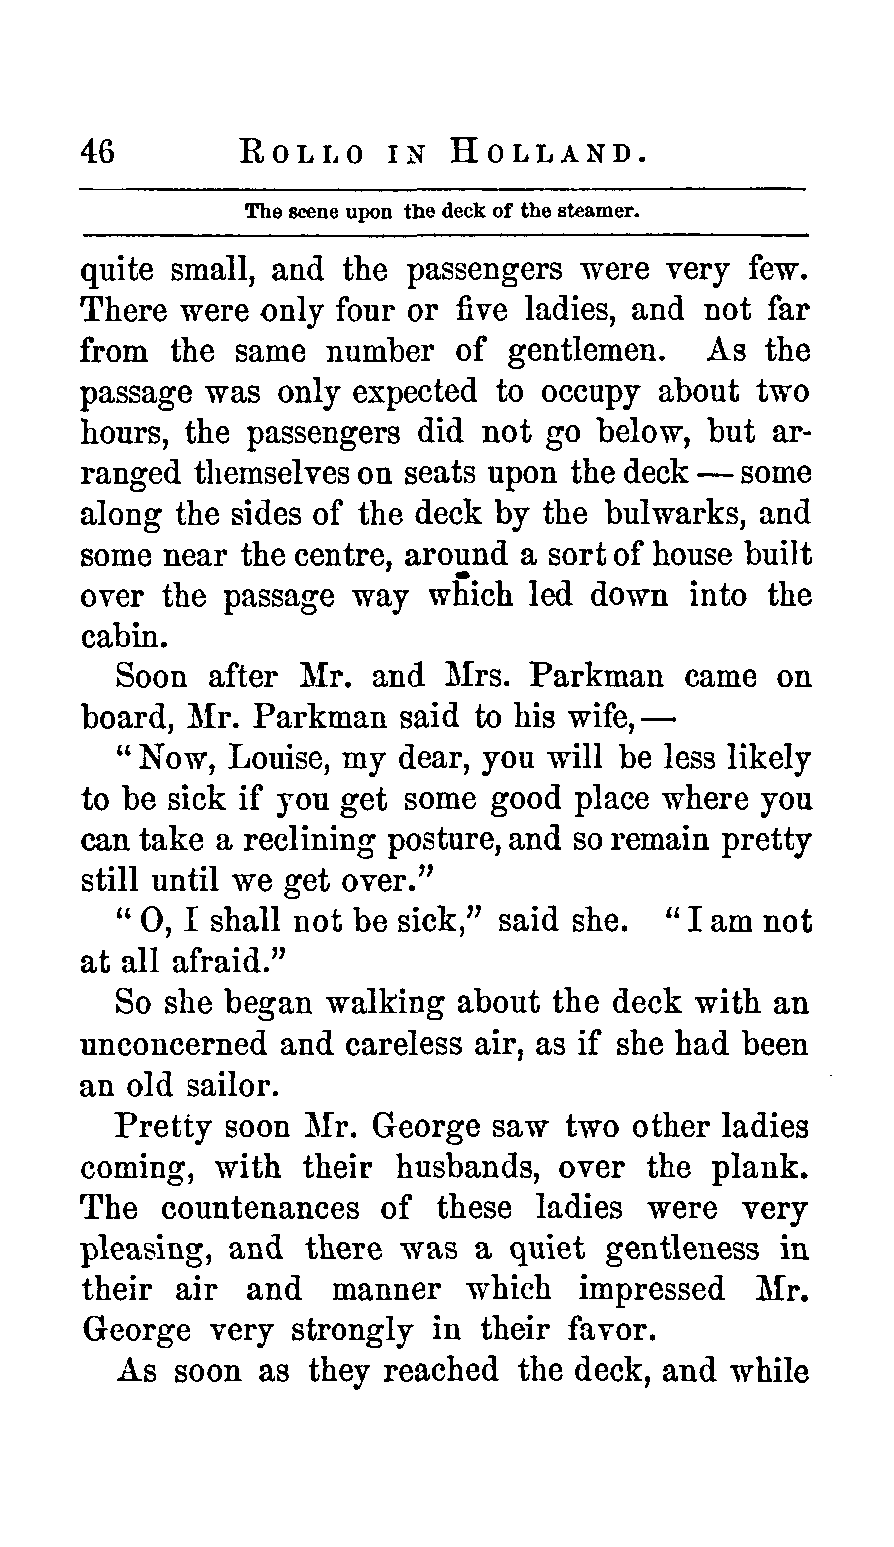 46 ROLLO IN HOLLAND.
The scene upon the deck of the steamer.
quite small, and the passengers were very few.
There were only four or five ladies, and not far
from the same number of gentlemen. As the
passage was only expected to occupy about two
hours, the passengers did not go below, but ar-
ranged themselves on seats upon the deck — some
along the sides of the deck by the bulwarks, and
some near the centre, around a sort of house built
over the passage way which led down into the
cabin.
Soon after Mr. and Mrs. Parkman came on
board, Mr. Parkman said to his wife,—
“Now, Louise, my dear, you will be less likely
to be sick if you get some good place where you
can take a reclining posture, and so remain pretty
still until we get over.”
“O, I shall not be sick,” said she. “I am not
at all afraid.”
So she began walking about the deck with an
unconcerned and careless air, as if she had been
an old sailor.
Pretty soon Mr. George saw two other ladies
coming, with their husbands, over the plank.
The countenances of these ladies were very
pleasing, and there was a quiet gentleness in
their air and manner which impressed Mr.
George very strongly in their favor.
As soon as they reached the deck, and while